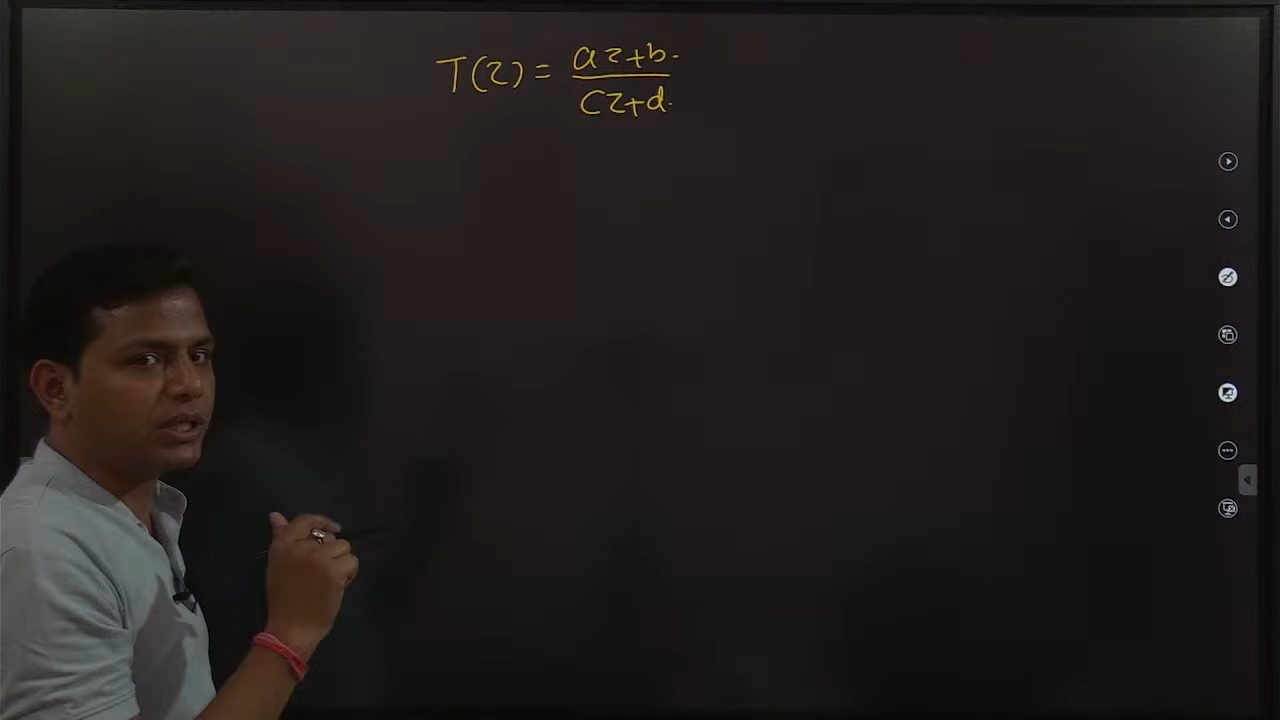 T(z) = az+b / cz+d